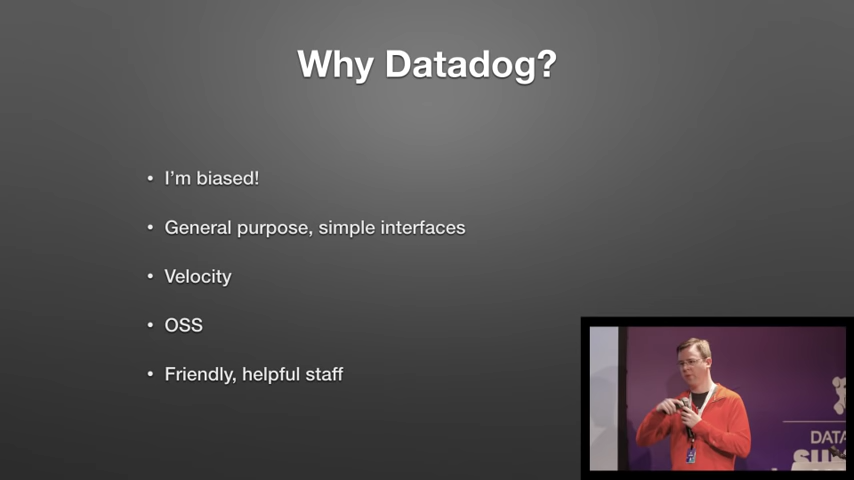 Why Datadog?
• I'm biased!
• General purpose, simple interfaces
• Velocity
• OSS
• Friendly, helpful staff